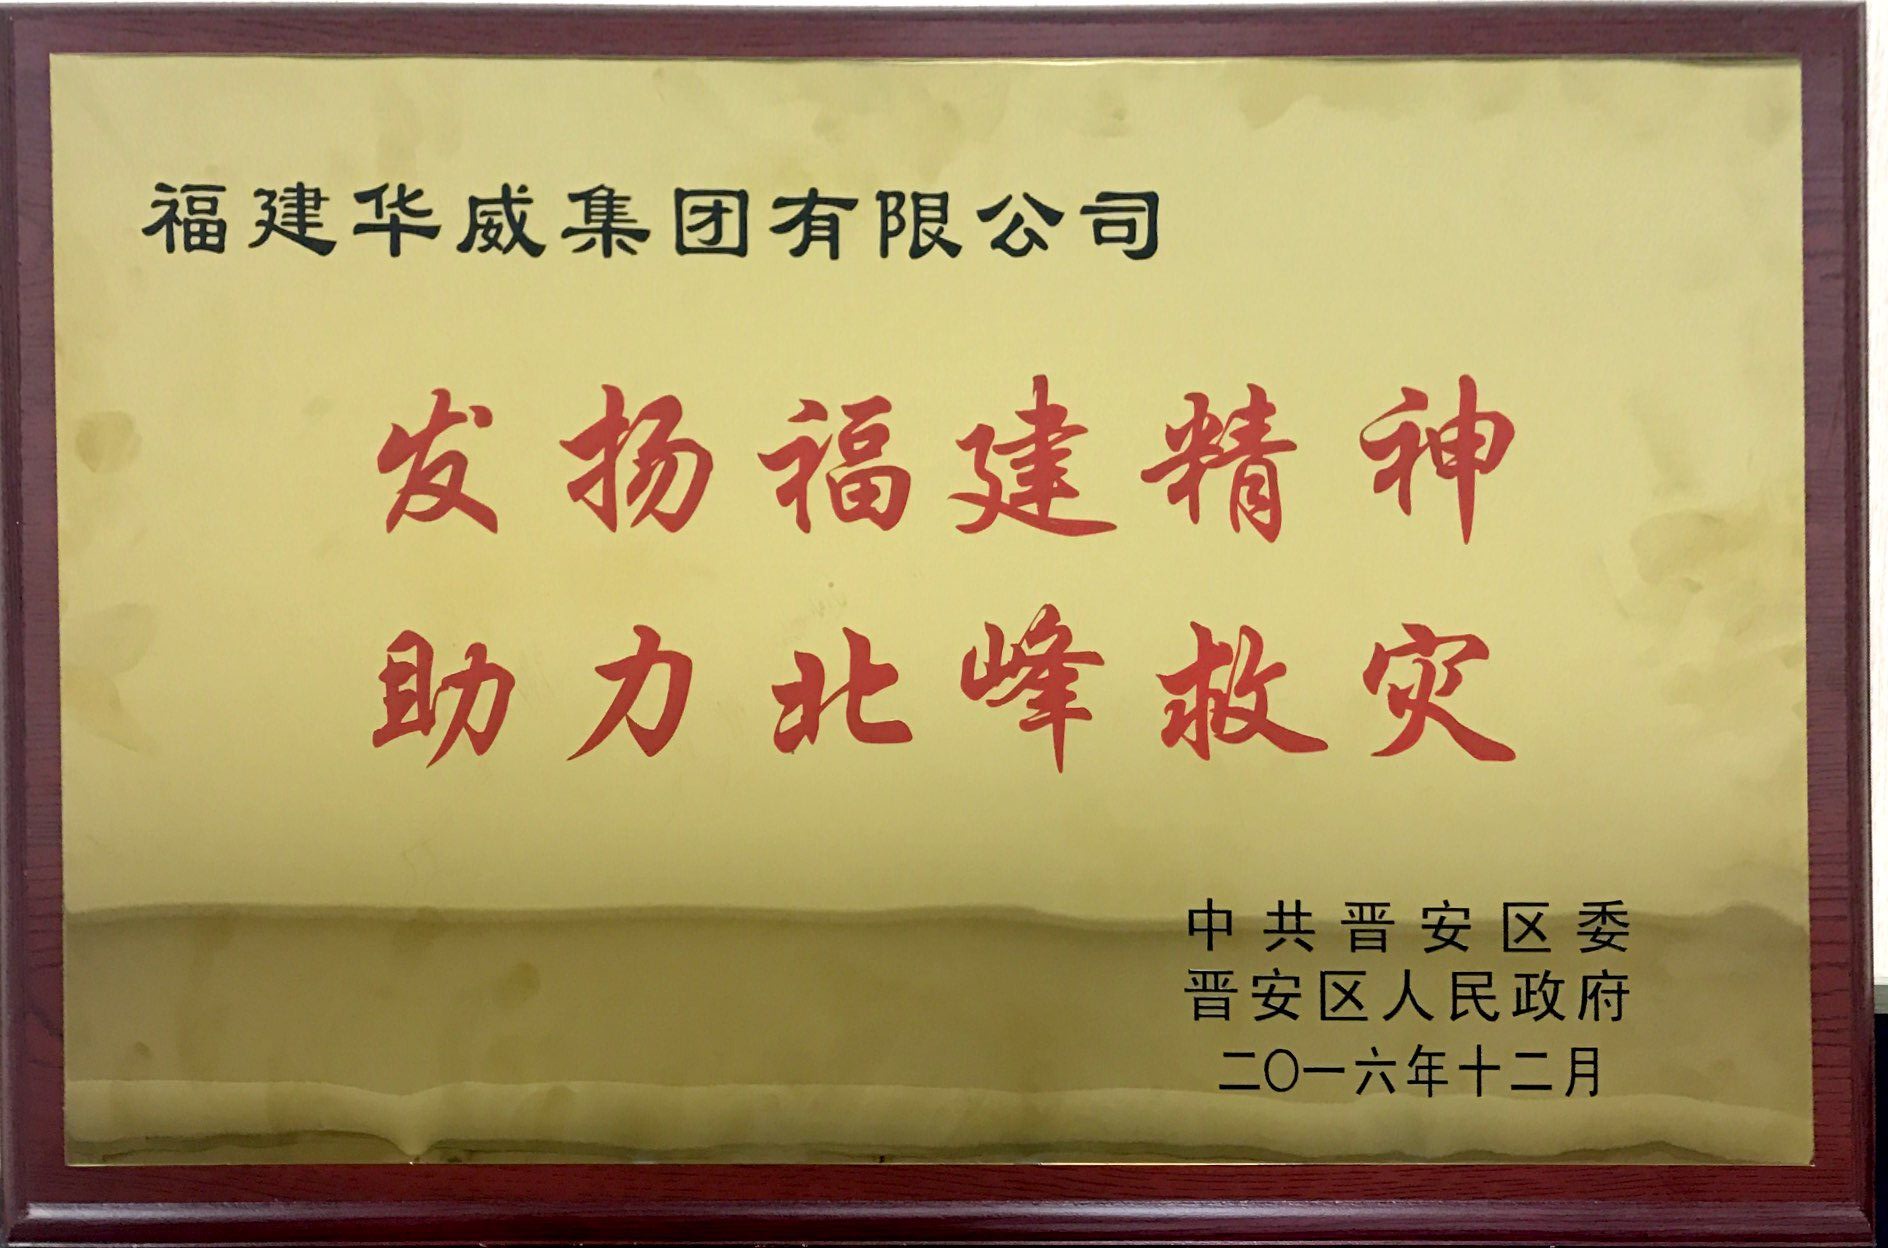 福建华威集团有限公司
发扬福建精神
助力北峰救灾
中共晋安区委
晋安区人民政府
二〇一六年十二月